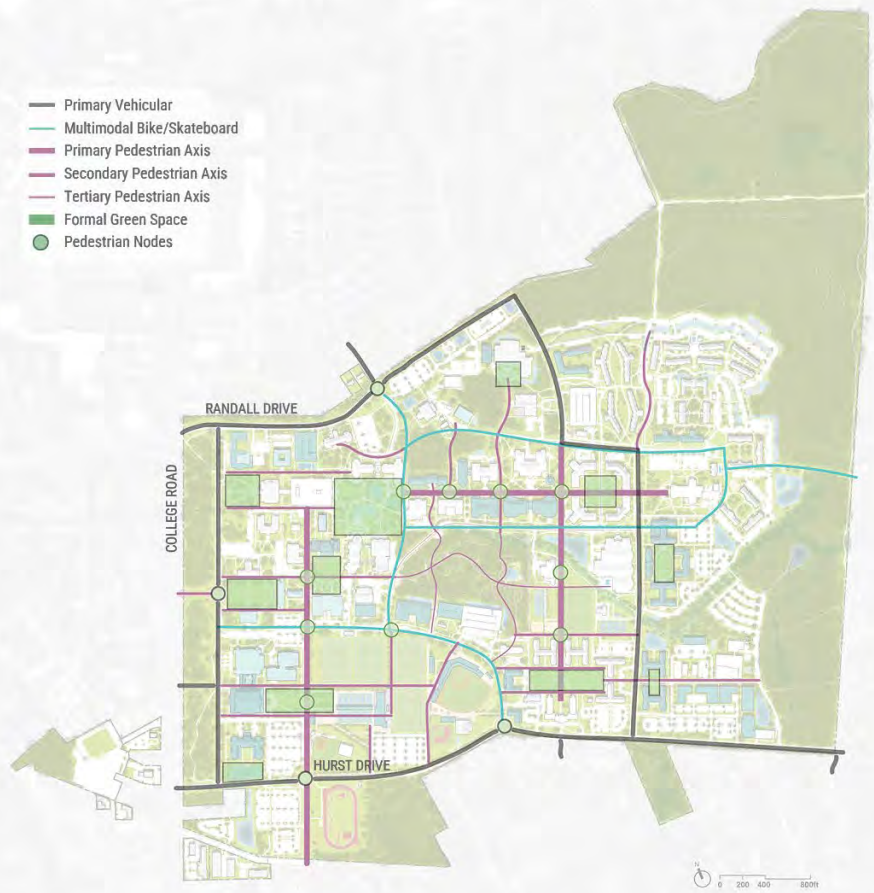 Primary Vehicular
Multimodal Bike/Skateboard
Primary Pedestrian Axis
Secondary Pedestrian Axis
Tertiary Pedestrian Axis
Formal Green Space
Pedestrian Nodes
RANDALL DRIVE
COLLEGE ROAD
HURST DRIVE
N
0 200 400 800ft